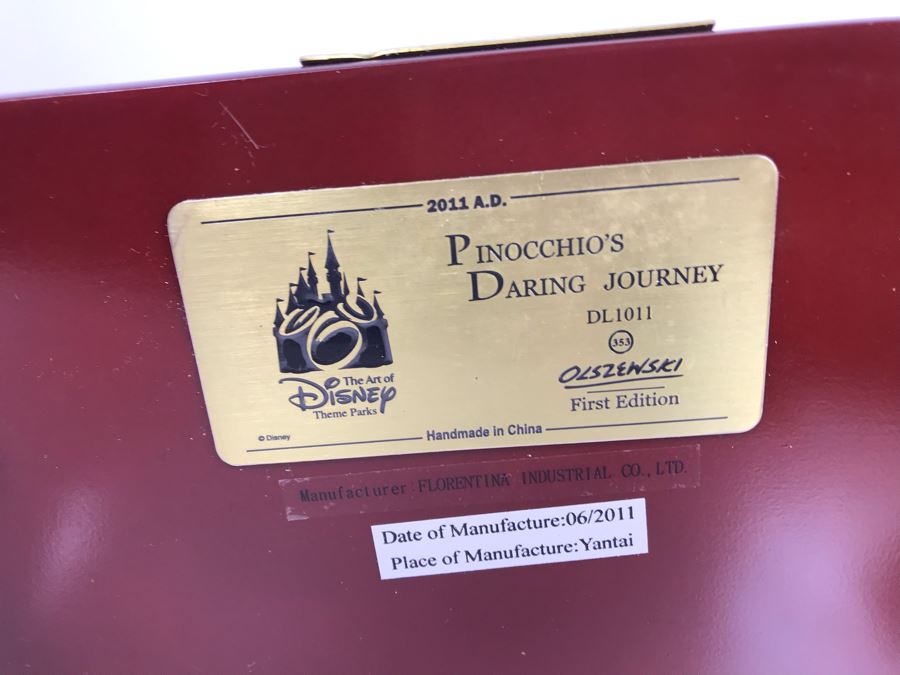 2011 A.D.
PINOCCHIO'S
DARING JOURNEY
DL1011
353
OLSZEWSKI
First Edition
The Art of
DISNEY
Theme Parks
© Disney
Handmade in China
Manufacturer:FLORENTINA INDUSTRIAL CO.,LTD.
Date of Manufacture:06/2011
Place of Manufacture:Yantai